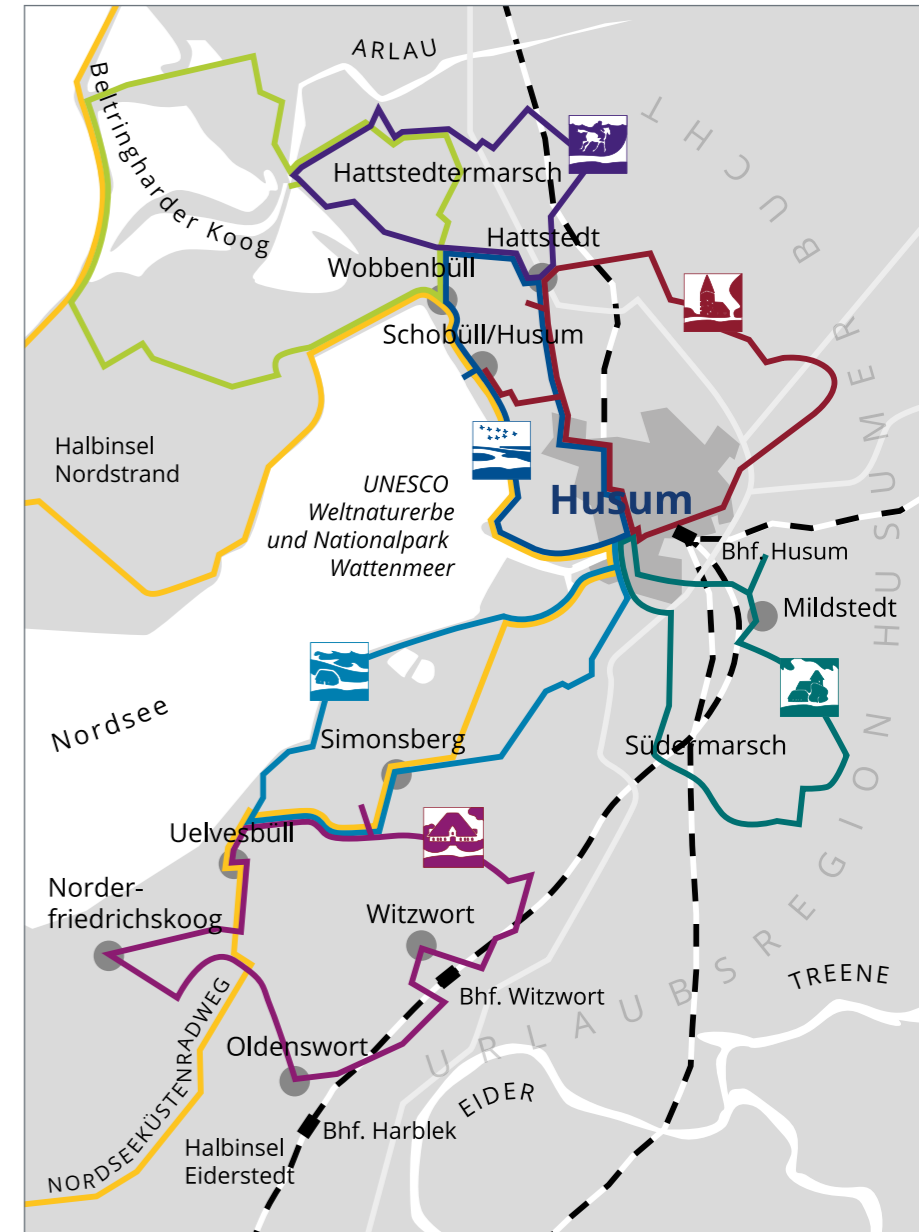 ARLAU
Beltringharder Koog
Hattstedtermarsch
Hattstedt
Wobbenbüll
Schobüll/Husum
Halbinsel
Nordstrand
UNESCO
Weltnaturerbe
und Nationalpark
Wattenmeer
Husum
Bhf. Husum
Mildstedt
Nordsee
Simonsberg
Südermarsch
Uelvesbüll
Norder-
friedrichskoog
Witzwort
Bhf. Witzwort
TREENE
Oldenswort
EIDER
NORDSEEKÜSTENRADWEG
Bhf. Harblek
Halbinsel
Eiderstedt
URLAUBSREGION HUSUMER BUCHT